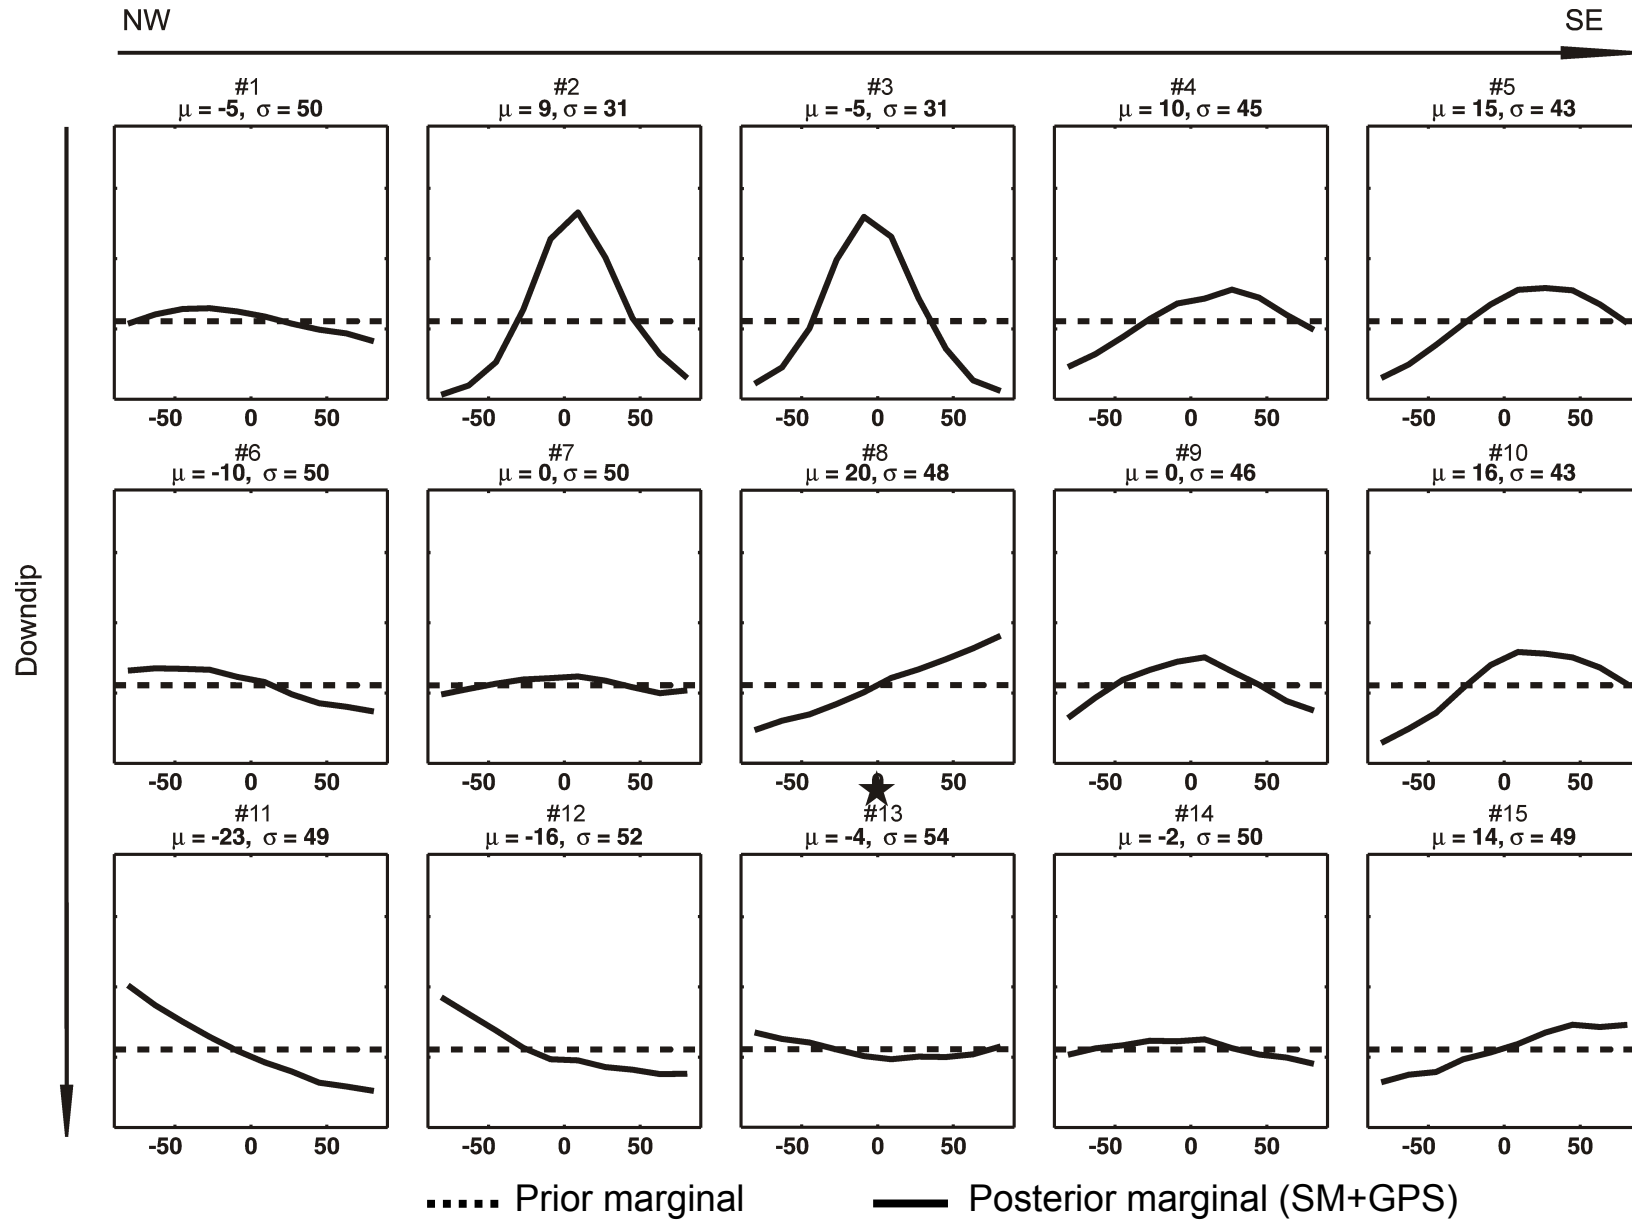 NW
SE
#1
μ = -5, σ = 50
#2
μ = 9, σ = 31
#3
μ = -5, σ = 31
#4
μ = 10, σ = 45
#5
μ = 15, σ = 43
-50 0 50
-50 0 50
-50 0 50
-50 0 50
-50 0 50
Downdip
#6
μ = -10, σ = 50
#7
μ = 0, σ = 50
#8
μ = 20, σ = 48
#9
μ = 0, σ = 46
#10
μ = 16, σ = 43
-50 0 50
-50 0 50
-50 0 50
-50 0 50
-50 0 50
#11
μ = -23, σ = 49
#12
μ = -16, σ = 52
#13
μ = -4, σ = 54
#14
μ = -2, σ = 50
#15
μ = 14, σ = 49
-50 0 50
-50 0 50
-50 0 50
-50 0 50
-50 0 50
Prior marginal
Posterior marginal (SM+GPS)